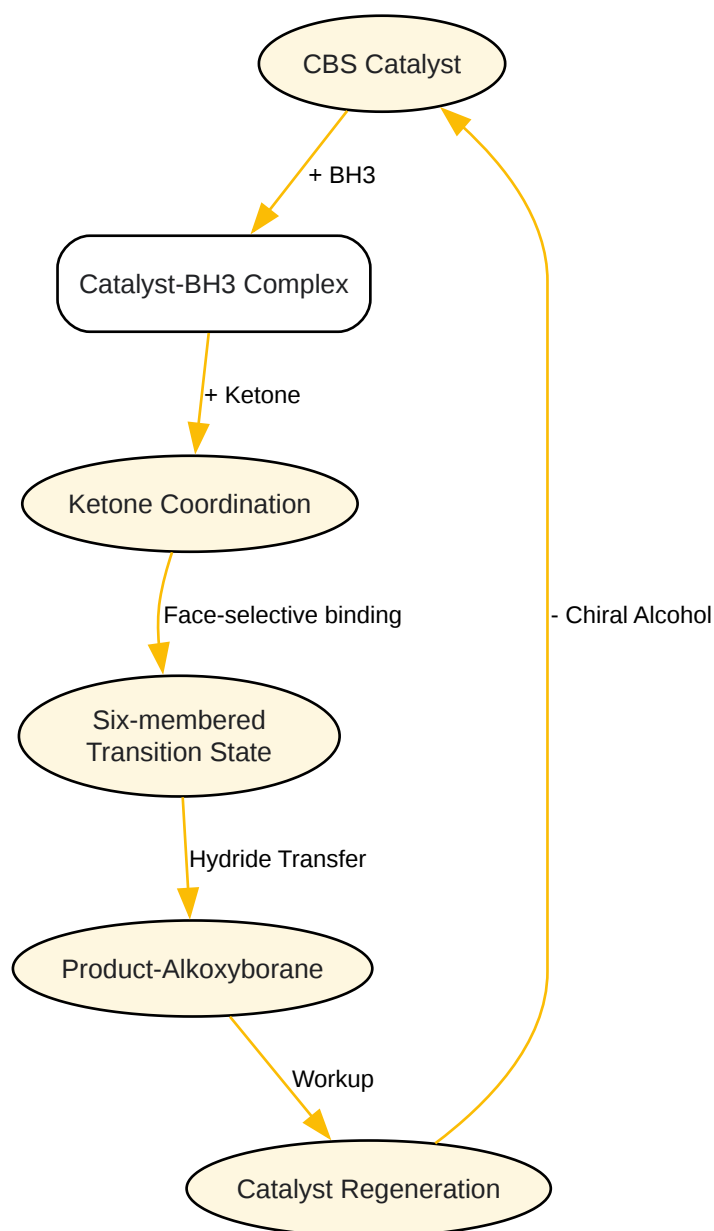 CBS Catalyst
+ BH3
Catalyst-BH3 Complex
+ Ketone
Ketone Coordination
Face-selective binding
- Chiral Alcohol
Six-membered
Transition State
Hydride Transfer
Product-Alkoxyborane
Workup
Catalyst Regeneration